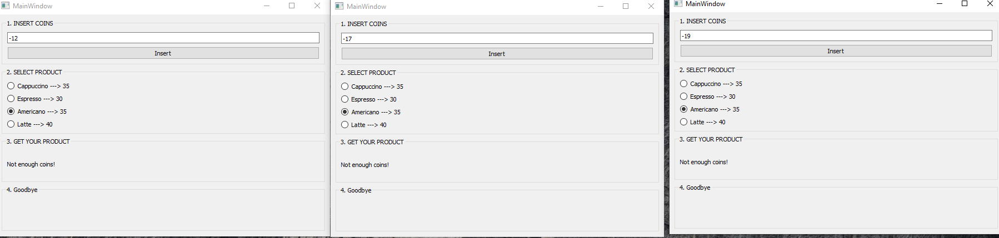 MainWindow
1. INSERT COINS
-12
Insert
2. SELECT PRODUCT
Cappuccino ---> 35
Espresso ---> 30
Americano ---> 35
Latte ---> 40
3. GET YOUR PRODUCT
Not enough coins!
4. Goodbye
MainWindow
1. INSERT COINS
-17
Insert
2. SELECT PRODUCT
Cappuccino ---> 35
Espresso ---> 30
Americano ---> 35
Latte ---> 40
3. GET YOUR PRODUCT
Not enough coins!
4. Goodbye
MainWindow
1. INSERT COINS
-19
Insert
2. SELECT PRODUCT
Cappuccino ---> 35
Espresso ---> 30
Americano ---> 35
Latte ---> 40
3. GET YOUR PRODUCT
Not enough coins!
4. Goodbye